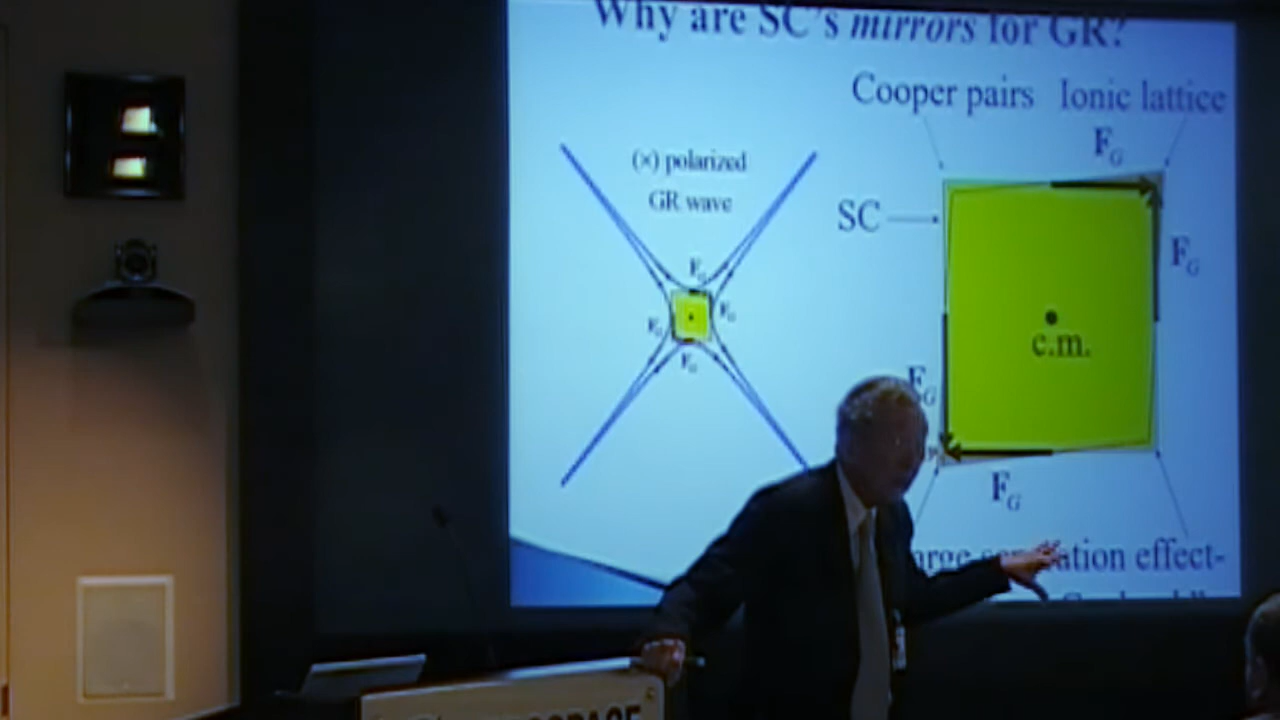 Why are SC's mirrors for GR?
Cooper pairs Ionic lattice
(×) polarized
GR wave
SC
F_G
F_G
F_G
F_G
F_G
F_G
F_G
F_G
c.m.
effect-